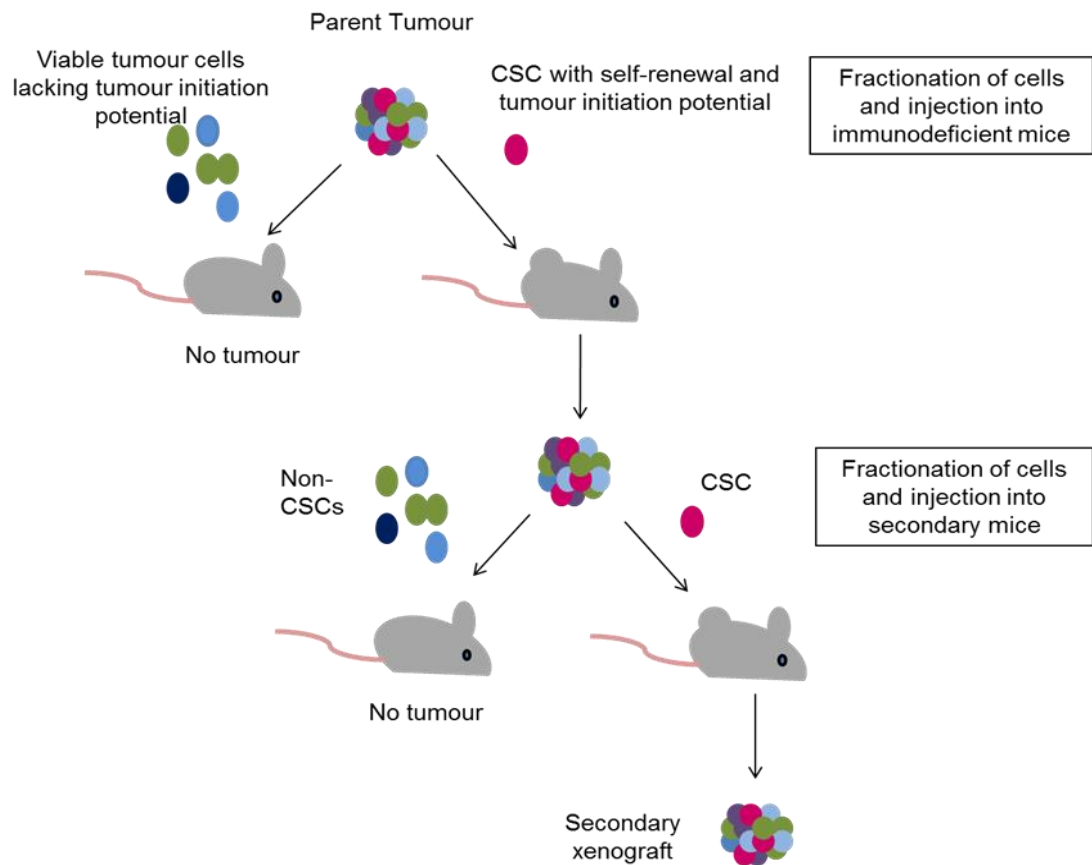 Parent Tumour
Viable tumour cells
lacking tumour initiation
potential
CSC with self-renewal and
tumour initiation potential
Fractionation of cells
and injection into
immunodeficient mice
No tumour
Non-
CSCs
CSC
Fractionation of cells
and injection into
secondary mice
No tumour
Secondary
xenograft